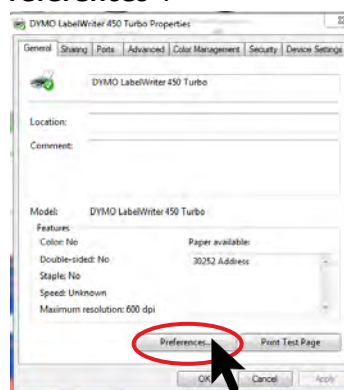 DYMO LabelWriter 450 Turbo Properties
General Sharing Ports Advanced Color Management Security Device Settings
DYMO LabelWriter 450 Turbo
Location:
Comment:
Model: DYMO LabelWriter 450 Turbo
Features
Color: No Paper available:
Double-sided: No 30252 Address
Staple: No
Speed: Unknown
Maximum resolution: 600 dpi
Preferences... Print Test Page
OK Cancel Apply